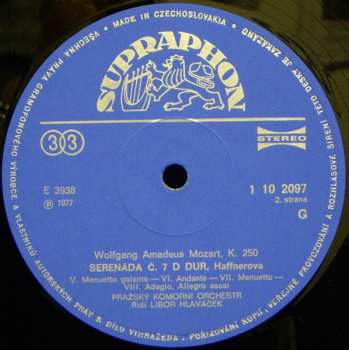 MADE IN CZECHOSLOVAKIA • VŠECHNA PRÁVA GRAMOFONOVÉHO VÝROBCE A VLASTNÍKŮ AUTORSKÝCH PRÁV K DÍLU VYHRAŽENA • POŘIZOVÁNÍ KOPIÍ, VEŘEJNÉ PROVOZOVÁNÍ A ROZHLASOVÉ ŠÍŘENÍ TÉTO DESKY JE ZAKÁZÁNO
SUPRAPHON
33
STEREO
E 3938
℗ 1977
1 10 2097
2. strana
G
Wolfgang Amadeus Mozart, K. 250
SERENÁDA Č. 7 D DUR, Haffnerova
V. Menuetto galante — VI. Andante — VII. Menuetto —
VIII. Adagio, Allegro assai
PRAŽSKÝ KOMORNÍ ORCHESTR
Řídí LIBOR HLAVÁČEK